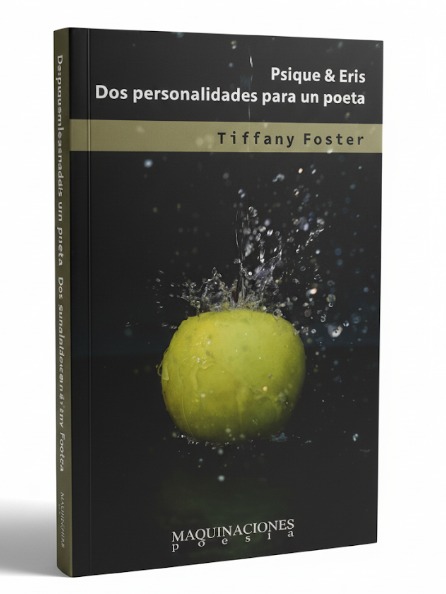 Psique & Eris
Dos personalidades para un poeta
Tiffany Foster
MAQUINACIONES
poesía